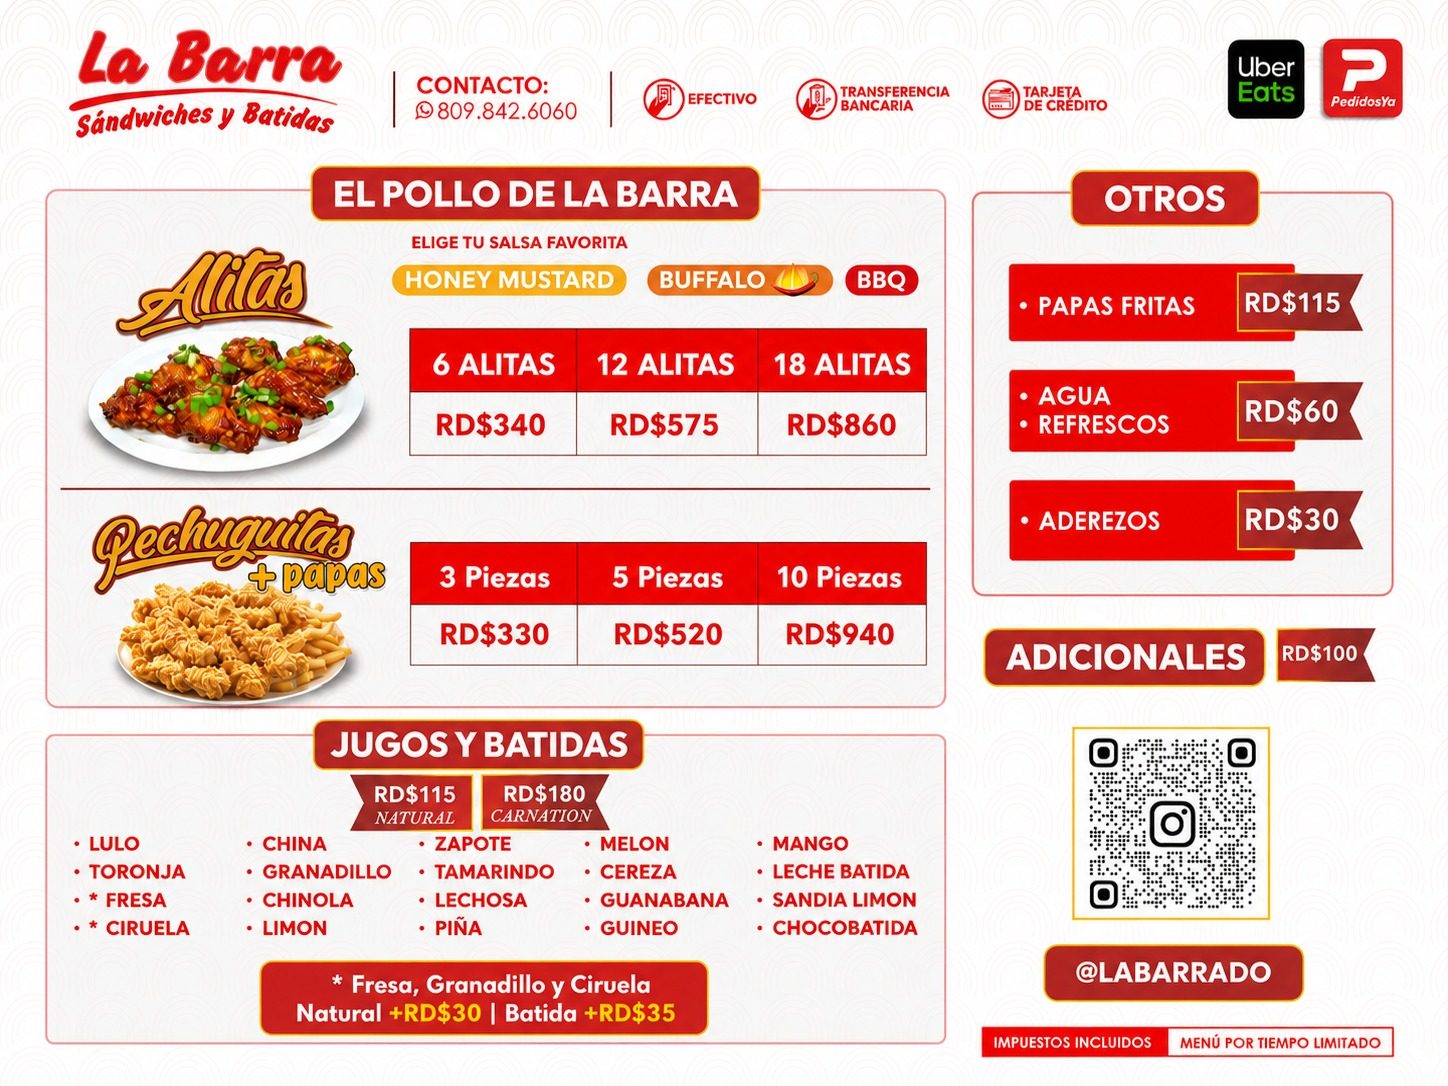 La Barra
Sándwiches y Batidas
CONTACTO:
809.842.6060
EFECTIVO
TRANSFERENCIA
BANCARIA
TARJETA
DE CRÉDITO
Uber
Eats
P
PedidosYa
EL POLLO DE LA BARRA
Alitas
ELIGE TU SALSA FAVORITA
HONEY MUSTARD BUFFALO BBQ
6 ALITAS 12 ALITAS 18 ALITAS
RD$340 RD$575 RD$860
Pechuguitas
+ papas
3 Piezas 5 Piezas 10 Piezas
RD$330 RD$520 RD$940
OTROS
• PAPAS FRITAS RD$115
• AGUA
• REFRESCOS
RD$60
• ADEREZOS RD$30
ADICIONALES RD$100
JUGOS Y BATIDAS
RD$115 RD$180
NATURAL CARNATION
• LULO • CHINA • ZAPOTE • MELON • MANGO
• TORONJA • GRANADILLO • TAMARINDO • CEREZA • LECHE BATIDA
• * FRESA • CHINOLA • LECHOSA • GUANABANA • SANDIA LIMON
• * CIRUELA • LIMON • PIÑA • GUINEO • CHOCOBATIDA
* Fresa, Granadillo y Ciruela
Natural +RD$30 | Batida +RD$35
@LABARRADO
IMPUESTOS INCLUIDOS MENÚ POR TIEMPO LIMITADO